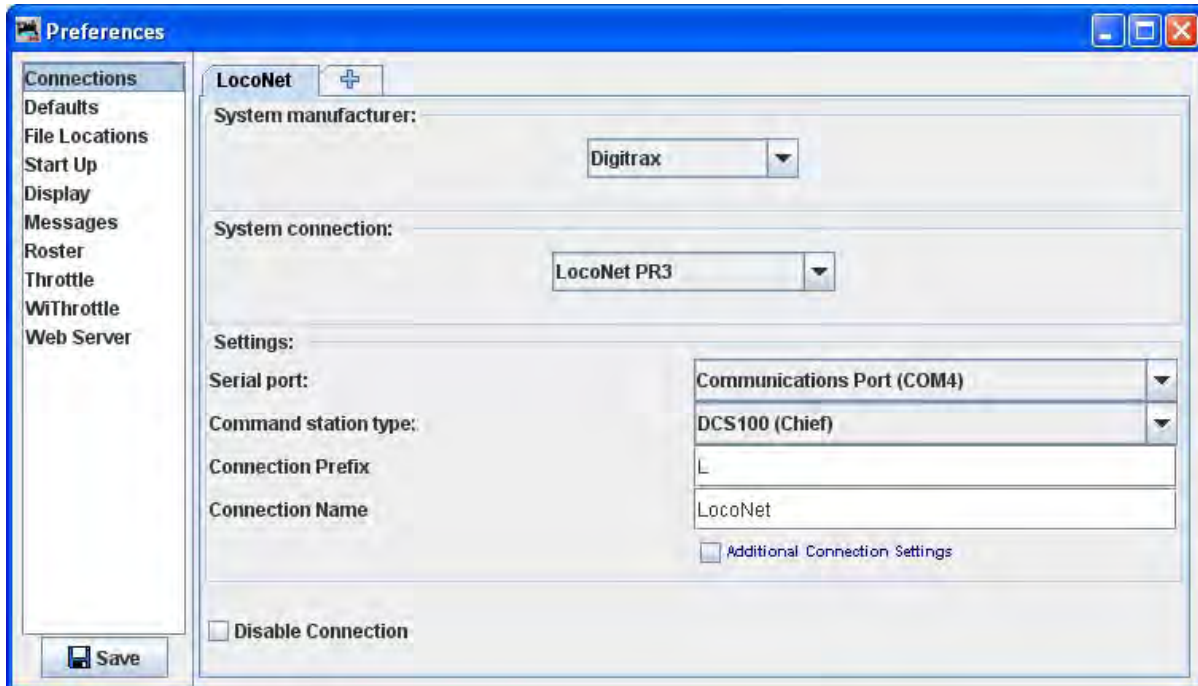 Preferences
Connections
Defaults
File Locations
Start Up
Display
Messages
Roster
Throttle
WiThrottle
Web Server
Save
LocoNet
System manufacturer:
Digitrax
System connection:
LocoNet PR3
Settings:
Serial port: Communications Port (COM4)
Command station type: DCS100 (Chief)
Connection Prefix L
Connection Name LocoNet
Additional Connection Settings
Disable Connection